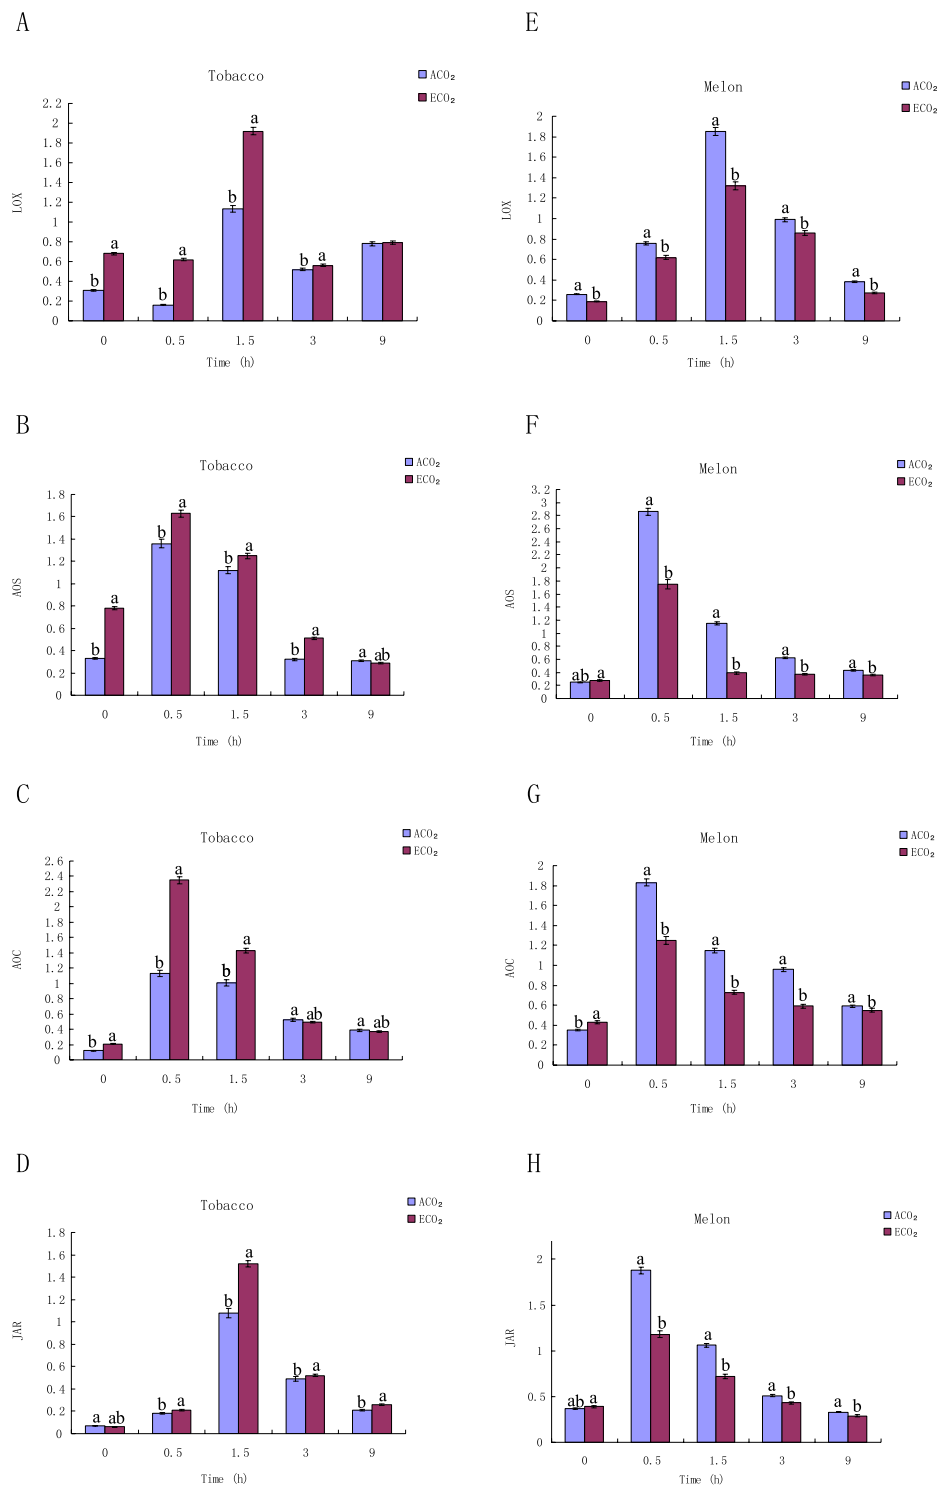 A
Tobacco
ACO₂
ECO₂
LOX
2.2
2
1.8
1.6
1.4
1.2
1
0.8
0.6
0.4
0.2
0
b a
b a
b a
b a
0 0.5 1.5 3 9
Time (h)
E
Melon
ACO₂
ECO₂
LOX
2
1.8
1.6
1.4
1.2
1
0.8
0.6
0.4
0.2
0
a b
a b
a b
a b
a b
0 0.5 1.5 3 9
Time (h)
B
Tobacco
ACO₂
ECO₂
AOS
1.8
1.6
1.4
1.2
1
0.8
0.6
0.4
0.2
0
b a
b a
b a
b a
a ab
0 0.5 1.5 3 9
Time (h)
F
Melon
ACO₂
ECO₂
AOS
3.2
3
2.8
2.6
2.4
2.2
2
1.8
1.6
1.4
1.2
1
0.8
0.6
0.4
0.2
0
ab a
a b
a b
a b
a b
0 0.5 1.5 3 9
Time (h)
C
Tobacco
ACO₂
ECO₂
AOC
2.6
2.4
2.2
2
1.8
1.6
1.4
1.2
1
0.8
0.6
0.4
0.2
0
b a
b a
b a
a ab
a ab
0 0.5 1.5 3 9
Time (h)
G
Melon
ACO₂
ECO₂
AOC
2
1.8
1.6
1.4
1.2
1
0.8
0.6
0.4
0.2
0
b a
a b
a b
a b
a b
0 0.5 1.5 3 9
Time (h)
D
Tobacco
ACO₂
ECO₂
JAR
1.8
1.6
1.4
1.2
1
0.8
0.6
0.4
0.2
0
a ab
b a
b a
b a
b a
0 0.5 1.5 3 9
Time (h)
H
Melon
ACO₂
ECO₂
JAR
2
1.5
1
0.5
0
ab a
a b
a b
a b
a b
0 0.5 1.5 3 9
Time (h)